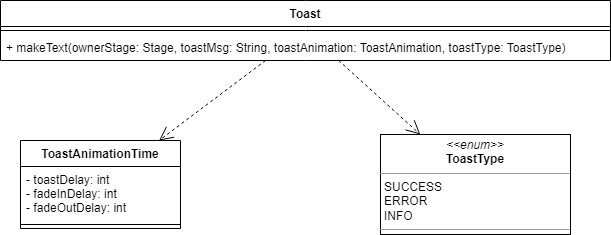 Toast
+ makeText(ownerStage: Stage, toastMsg: String, toastAnimation: ToastAnimation, toastType: ToastType)
ToastAnimationTime
- toastDelay: int
- fadeInDelay: int
- fadeOutDelay: int
<<enum>>
ToastType
SUCCESS
ERROR
INFO